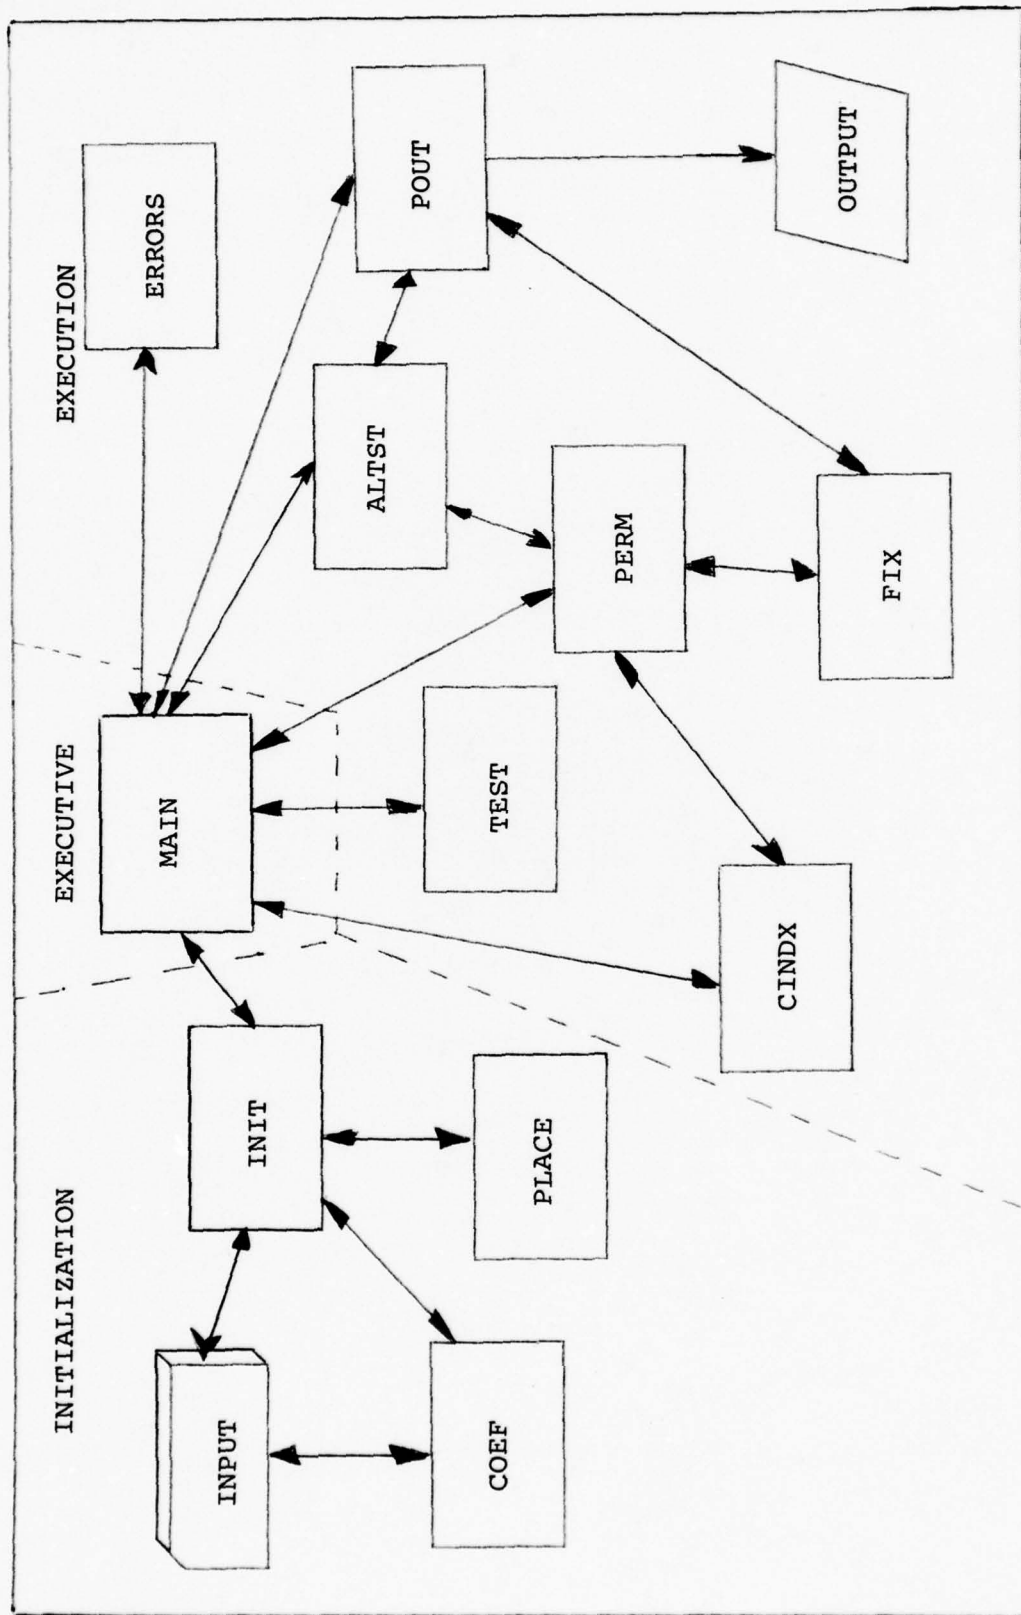 INITIALIZATION
EXECUTIVE
EXECUTION
INPUT
INIT
MAIN
ERRORS
COEF
PLACE
TEST
ALTST
POUT
CINDX
PERM
FIX
OUTPUT